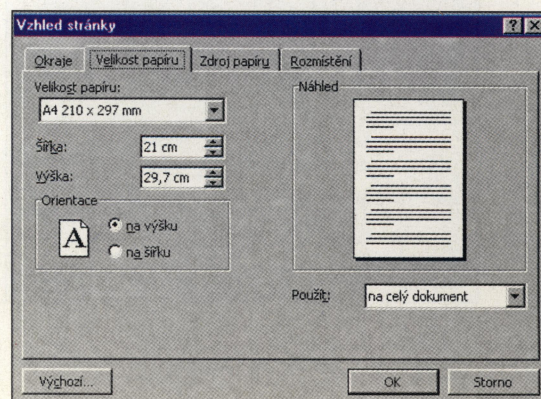 Vzhled stránky
Okraje
Velikost papíru
Zdroj papíru
Rozmístění
Velikost papíru:
A4 210 x 297 mm
Šířka:
21 cm
Výška:
29,7 cm
Orientace
A
na výšku
na šířku
Náhled
Použít:
na celý dokument
Výchozí...
OK
Storno